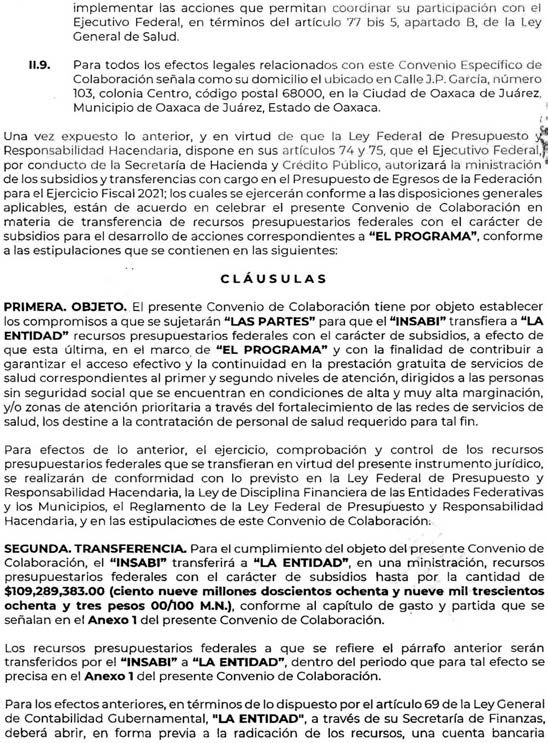 implementar las acciones que permitan coordinar su participación con el
Ejecutivo Federal, en términos del artículo 77 bis 5, apartado B, de la Ley
General de Salud.
II.9. Para todos los efectos legales relacionados con este Convenio Específico de
Colaboración señala como su domicilio el ubicado en Calle J.P. García, número
103, colonia Centro, código postal 68000, en la Ciudad de Oaxaca de Juárez,
Municipio de Oaxaca de Juárez, Estado de Oaxaca.
Una vez expuesto lo anterior, y en virtud de que la Ley Federal de Presupuesto y
Responsabilidad Hacendaria, dispone en sus artículos 74 y 75, que el Ejecutivo Federal,
por conducto de la Secretaría de Hacienda y Crédito Público, autorizará la ministración
de los subsidios y transferencias con cargo en el Presupuesto de Egresos de la Federación
para el Ejercicio Fiscal 2021; los cuales se ejercerán conforme a las disposiciones generales
aplicables, están de acuerdo en celebrar el presente Convenio de Colaboración en
materia de transferencia de recursos presupuestarios federales con el carácter de
subsidios para el desarrollo de acciones correspondientes a "EL PROGRAMA", conforme
a las estipulaciones que se contienen en las siguientes:
CLÁUSULAS
PRIMERA. OBJETO. El presente Convenio de Colaboración tiene por objeto establecer
los compromisos a que se sujetarán "LAS PARTES" para que el "INSABI" transfiera a "LA
ENTIDAD" recursos presupuestarios federales con el carácter de subsidios, a efecto de
que esta última, en el marco de "EL PROGRAMA" y con la finalidad de contribuir a
garantizar el acceso efectivo y la continuidad en la prestación gratuita de servicios de
salud correspondientes al primer y segundo niveles de atención, dirigidos a las personas
sin seguridad social que se encuentran en condiciones de alta y muy alta marginación,
y/o zonas de atención prioritaria a través del fortalecimiento de las redes de servicios de
salud, los destine a la contratación de personal de salud requerido para tal fin.
Para efectos de lo anterior, el ejercicio, comprobación y control de los recursos
presupuestarios federales que se transfieran en virtud del presente instrumento jurídico,
se realizarán de conformidad con lo previsto en la Ley Federal de Presupuesto y
Responsabilidad Hacendaria, la Ley de Disciplina Financiera de las Entidades Federativas
y los Municipios, el Reglamento de la Ley Federal de Presupuesto y Responsabilidad
Hacendaria, y en las estipulaciones de este Convenio de Colaboración.
SEGUNDA. TRANSFERENCIA. Para el cumplimiento del objeto del presente Convenio de
Colaboración, el "INSABI" transferirá a "LA ENTIDAD", en una ministración, recursos
presupuestarios federales con el carácter de subsidios hasta por la cantidad de
$109,289,383.00 (ciento nueve millones doscientos ochenta y nueve mil trescientos
ochenta y tres pesos 00/100 M.N.), conforme al capítulo de gasto y partida que se
señalan en el Anexo 1 del presente Convenio de Colaboración.
Los recursos presupuestarios federales a que se refiere el párrafo anterior serán
transferidos por el "INSABI" a "LA ENTIDAD", dentro del periodo que para tal efecto se
precisa en el Anexo 1 del presente Convenio de Colaboración.
Para los efectos anteriores, en términos de lo dispuesto por el artículo 69 de la Ley General
de Contabilidad Gubernamental, "LA ENTIDAD", a través de su Secretaría de Finanzas,
deberá abrir, en forma previa a la radicación de los recursos, una cuenta bancaria